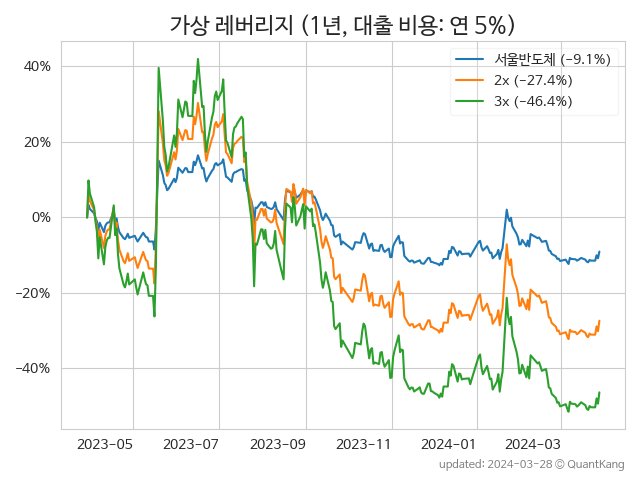 가상 레버리지 (1년, 대출 비용: 연 5%)
서울반도체 (−9.1%)
2x (−27.4%)
3x (−46.4%)
40%
20%
0%
−20%
−40%
2023-05 2023-07 2023-09 2023-11 2024-01 2024-03
updated: 2024-03-28 © QuantKang